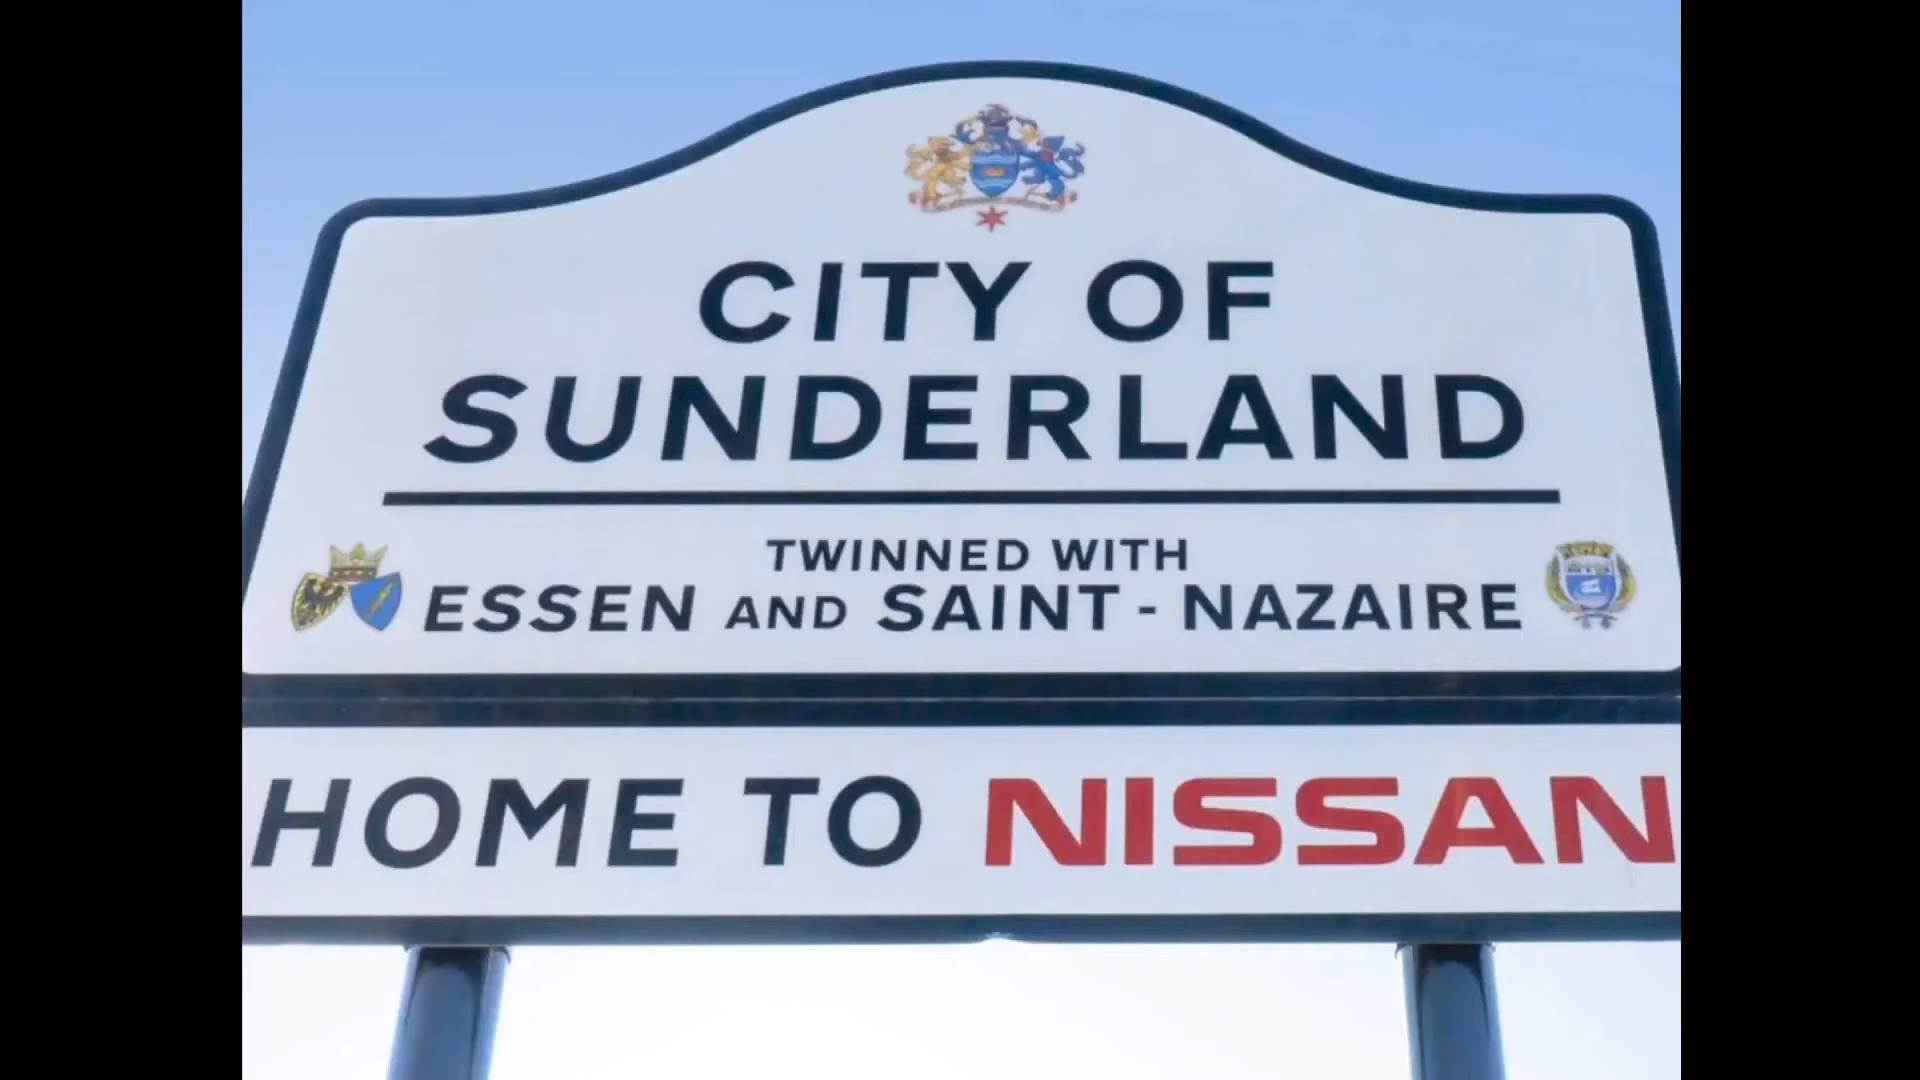 CITY OF
SUNDERLAND
TWINNED WITH
ESSEN AND SAINT-NAZAIRE
HOME TO NISSAN